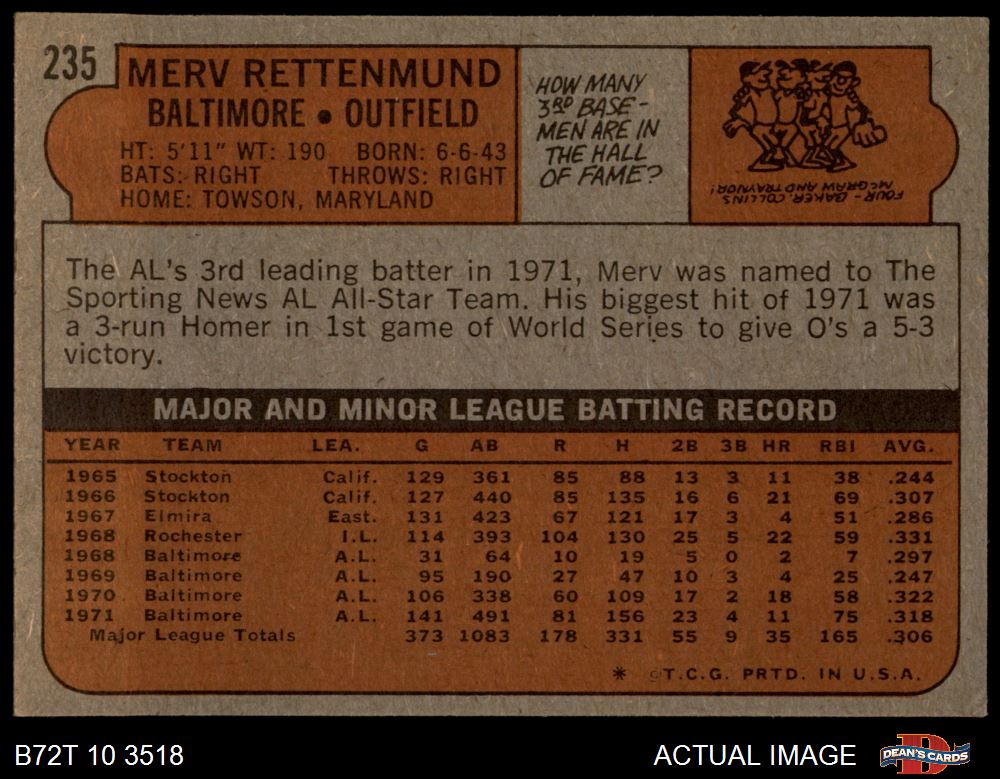 235
MERV RETTENMUND
BALTIMORE • OUTFIELD
HT: 5'11" WT: 190 BORN: 6-6-43
BATS: RIGHT THROWS: RIGHT
HOME: TOWSON, MARYLAND
HOW MANY
3RD BASE-
MEN ARE IN
THE HALL
OF FAME?
FOUR - BAKER, COLLINS
MCGRAW AND TRAYNOR!
The AL's 3rd leading batter in 1971, Merv was named to The
Sporting News AL All-Star Team. His biggest hit of 1971 was
a 3-run Homer in 1st game of World Series to give O's a 5-3
victory.
MAJOR AND MINOR LEAGUE BATTING RECORD
YEAR TEAM LEA. G AB R H 2B 3B HR RBI AVG.
1965 Stockton Calif. 129 361 85 88 13 3 11 38 .244
1966 Stockton Calif. 127 440 85 135 16 6 21 69 .307
1967 Elmira East. 131 423 67 121 17 3 4 51 .286
1968 Rochester I.L. 114 393 104 130 25 5 22 59 .331
1968 Baltimore A.L. 31 64 10 19 5 0 2 7 .297
1969 Baltimore A.L. 95 190 27 47 10 3 4 25 .247
1970 Baltimore A.L. 106 338 60 109 17 2 18 58 .322
1971 Baltimore A.L. 141 491 81 156 23 4 11 75 .318
Major League Totals 373 1083 178 331 55 9 35 165 .306
* ©T.C.G. PRTD. IN U.S.A.
B72T 10 3518
ACTUAL IMAGE
DEAN'S CARDS